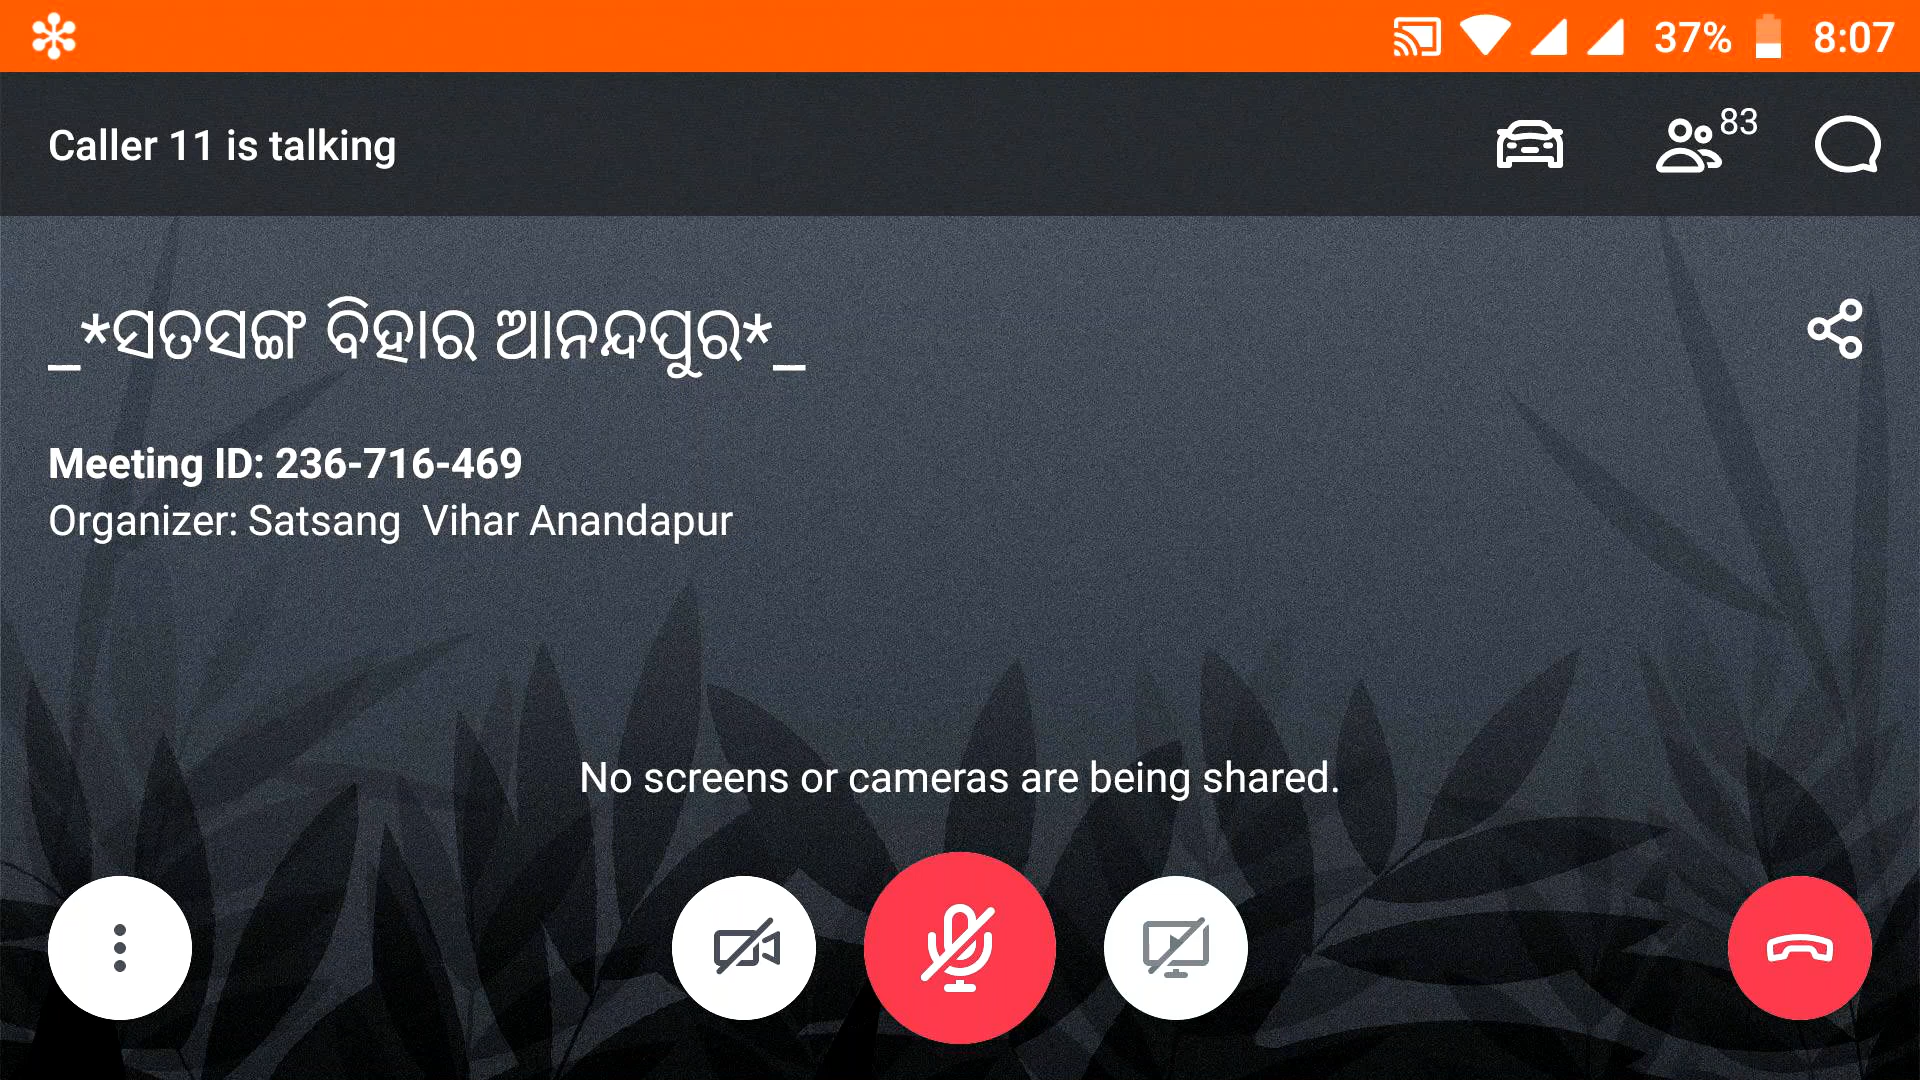 37% 8:07
Caller 11 is talking
83
_*ସତସଙ୍ଗ ବିହାର ଆନନ୍ଦପୁର*_
Meeting ID: 236-716-469
Organizer: Satsang  Vihar Anandapur
No screens or cameras are being shared.